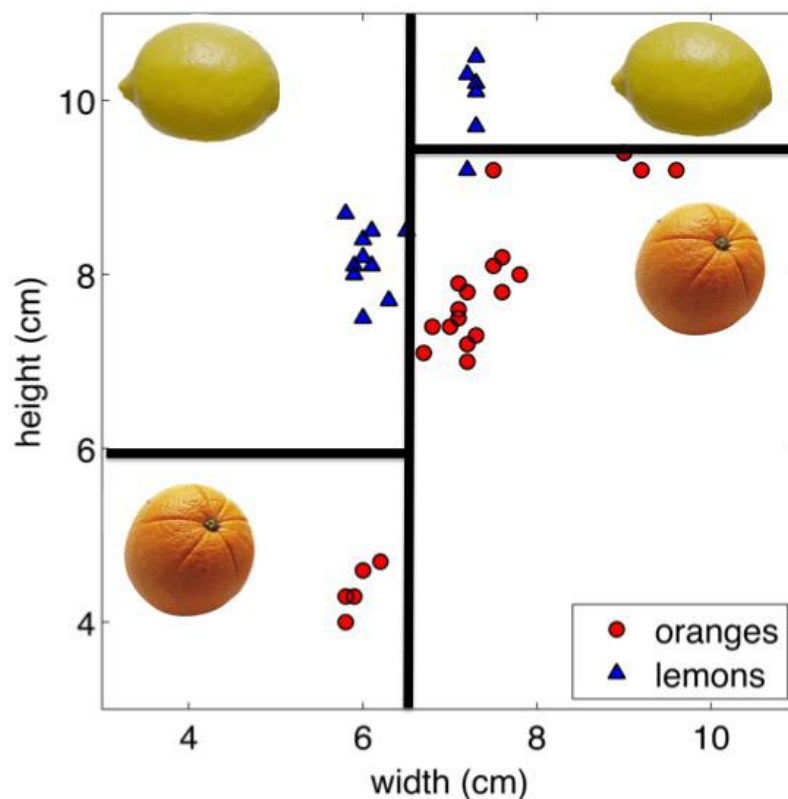 10
8
6
4
height (cm)
oranges
lemons
4 6 8 10
width (cm)